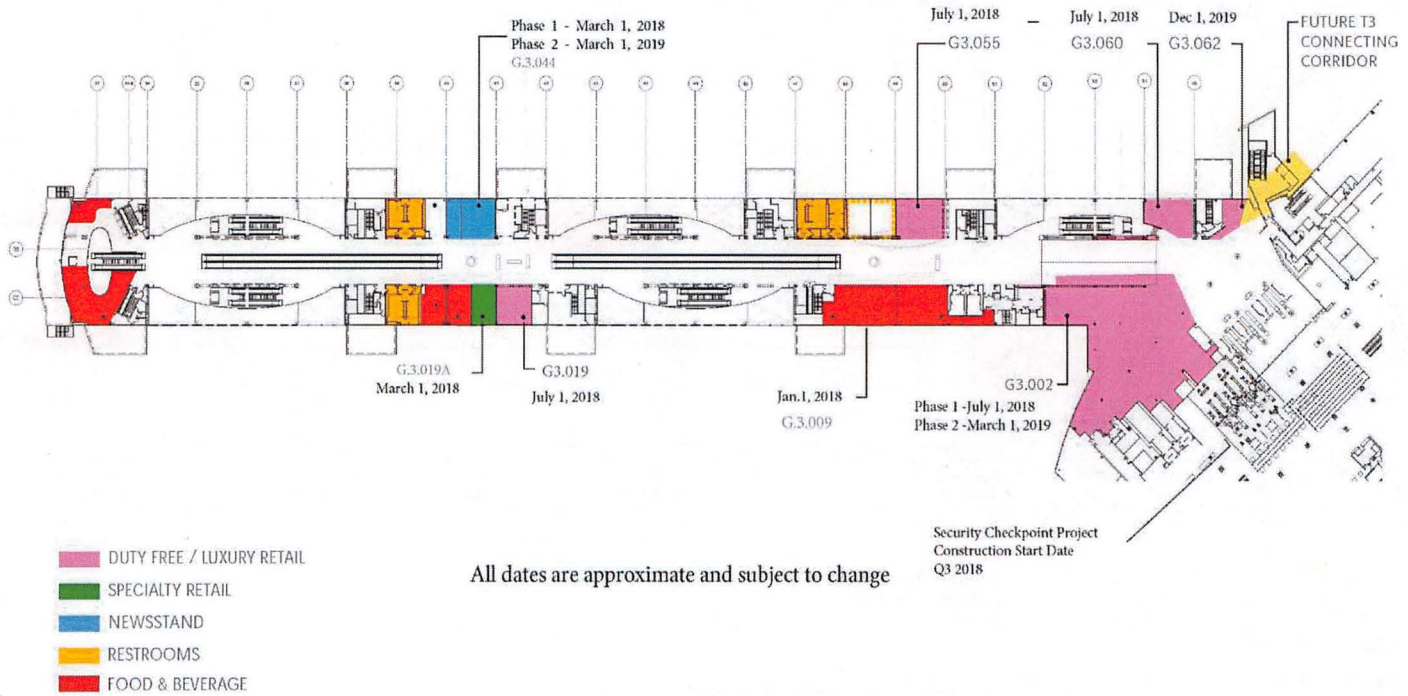 Phase 1 - March 1, 2018
Phase 2 - March 1, 2019
G.3.044
July 1, 2018
G3.055
–
July 1, 2018
G3.060
Dec 1, 2019
G3.062
FUTURE T3
CONNECTING
CORRIDOR
G.3.019A
March 1, 2018
G3.019
July 1, 2018
Jan.1, 2018
G.3.009
G3.002
Phase 1 -July 1, 2018
Phase 2 -March 1, 2019
Security Checkpoint Project
Construction Start Date
Q3 2018
All dates are approximate and subject to change
DUTY FREE / LUXURY RETAIL
SPECIALTY RETAIL
NEWSSTAND
RESTROOMS
FOOD & BEVERAGE